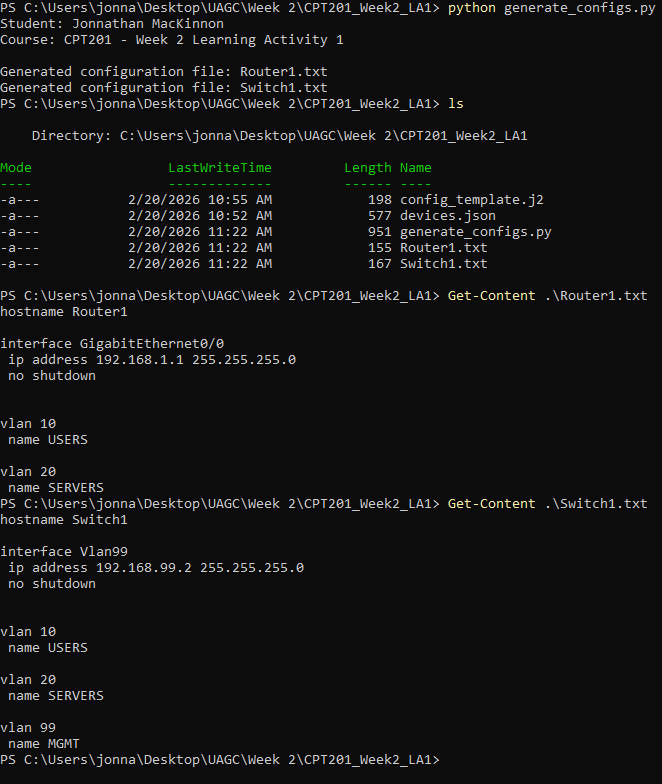 PS C:\Users\jonna\Desktop\UAGC\Week 2\CPT201_Week2_LA1> python generate_configs.py
Student: Jonnathan MacKinnon
Course: CPT201 - Week 2 Learning Activity 1

Generated configuration file: Router1.txt
Generated configuration file: Switch1.txt
PS C:\Users\jonna\Desktop\UAGC\Week 2\CPT201_Week2_LA1> ls

    Directory: C:\Users\jonna\Desktop\UAGC\Week 2\CPT201_Week2_LA1

Mode                 LastWriteTime         Length Name
----                 -------------         ------ ----
-a---           2/20/2026 10:55 AM            198 config_template.j2
-a---           2/20/2026 10:52 AM            577 devices.json
-a---           2/20/2026 11:22 AM            951 generate_configs.py
-a---           2/20/2026 11:22 AM            155 Router1.txt
-a---           2/20/2026 11:22 AM            167 Switch1.txt

PS C:\Users\jonna\Desktop\UAGC\Week 2\CPT201_Week2_LA1> Get-Content .\Router1.txt
hostname Router1

interface GigabitEthernet0/0
 ip address 192.168.1.1 255.255.255.0
 no shutdown


vlan 10
 name USERS

vlan 20
 name SERVERS
PS C:\Users\jonna\Desktop\UAGC\Week 2\CPT201_Week2_LA1> Get-Content .\Switch1.txt
hostname Switch1

interface Vlan99
 ip address 192.168.99.2 255.255.255.0
 no shutdown


vlan 10
 name USERS

vlan 20
 name SERVERS

vlan 99
 name MGMT
PS C:\Users\jonna\Desktop\UAGC\Week 2\CPT201_Week2_LA1>